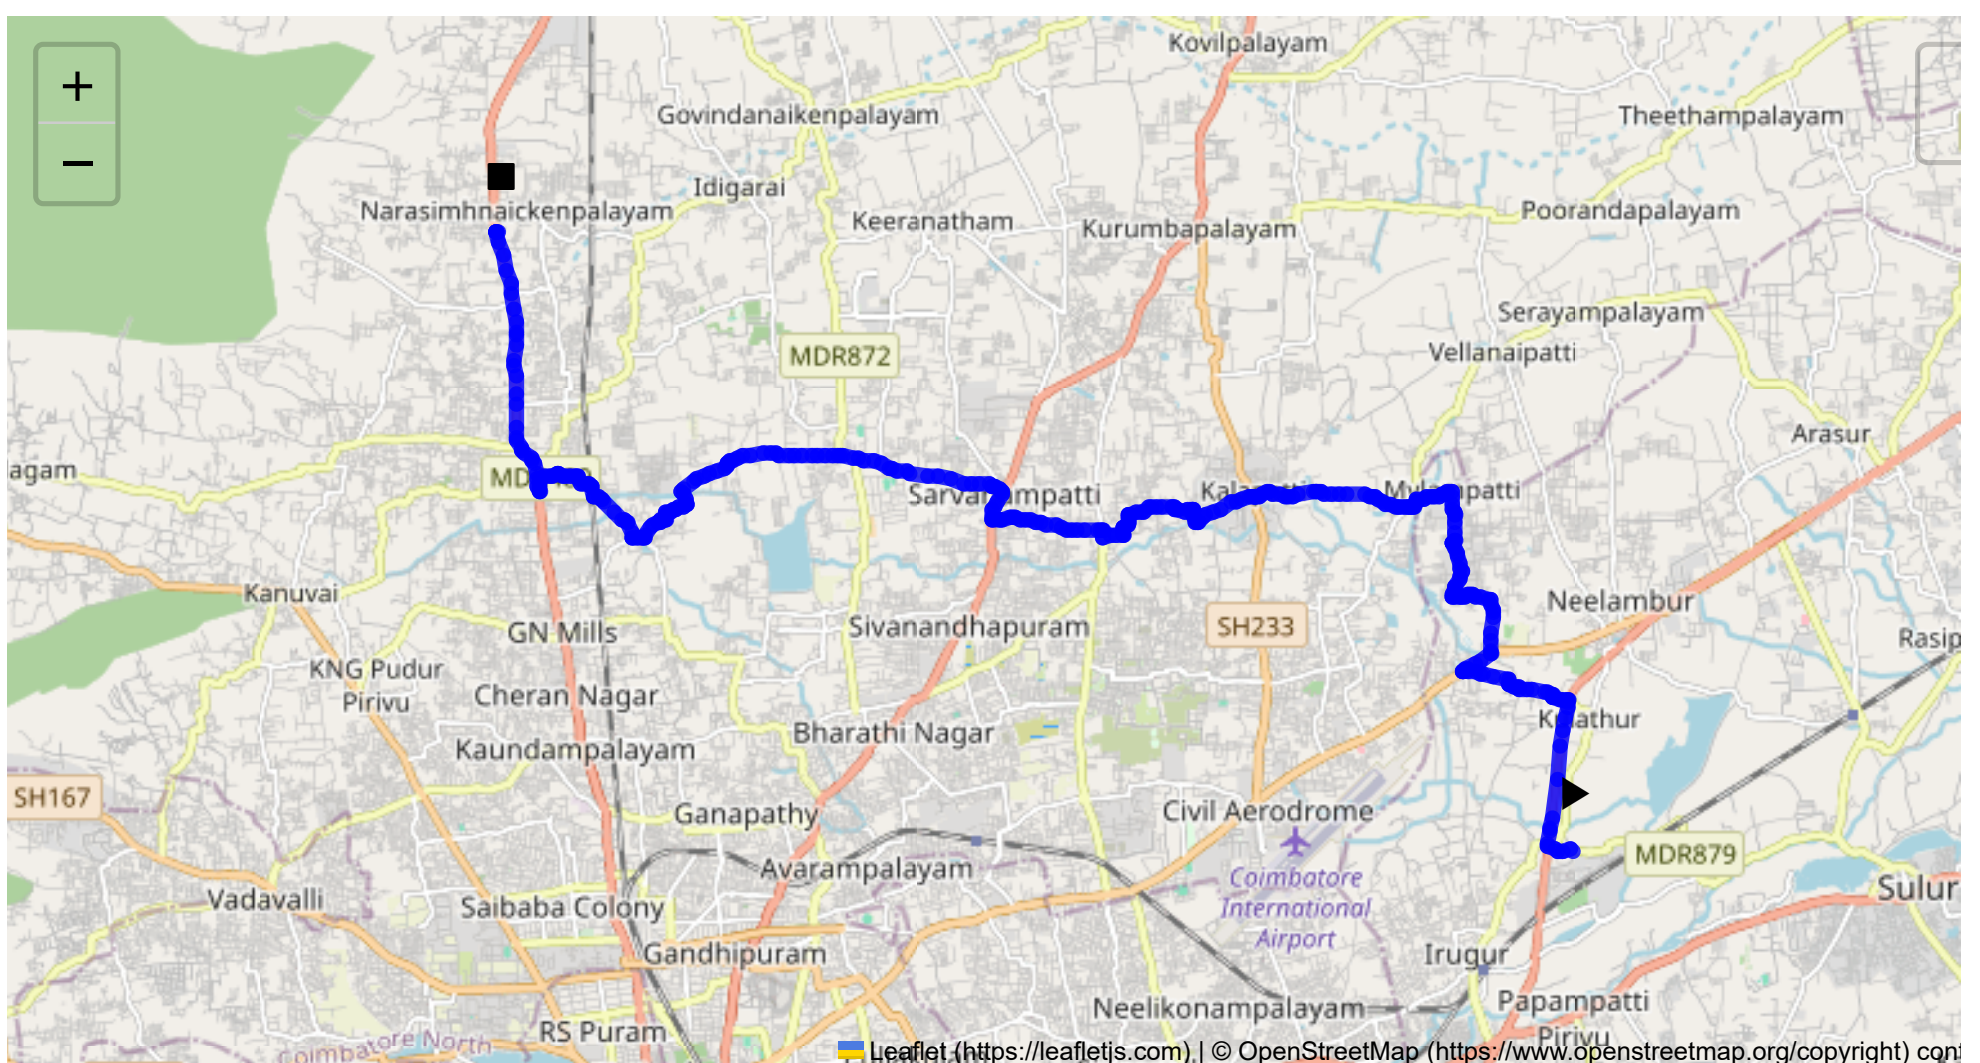 +
−
Kovilpalayam
Govindanaikenpalayam
Theethampalayam
Idigarai
Narasimhnaickenpalayam
Keeranatham
Kurumbapalayam
Poorandapalayam
Serayampalayam
MDR872
Vellanaipatti
Arasur
agam
Kanuvai
GN Mills
Sivanandhapuram
SH233
Neelambur
Rasip
KNG Pudur
Pirivu
Cheran Nagar
Bharathi Nagar
Kaundampalayam
SH167
Ganapathy
Civil Aerodrome
MDR879
Avarampalayam
Coimbatore
International
Airport
Sulur
Vadavalli
Saibaba Colony
Gandhipuram
Irugur
Neelikonampalayam
Papampatti
Pirivu
RS Puram
Coimbatore North
Leaflet (https://leafletjs.com) | © OpenStreetMap (https://www.openstreetmap.org/copyright) con